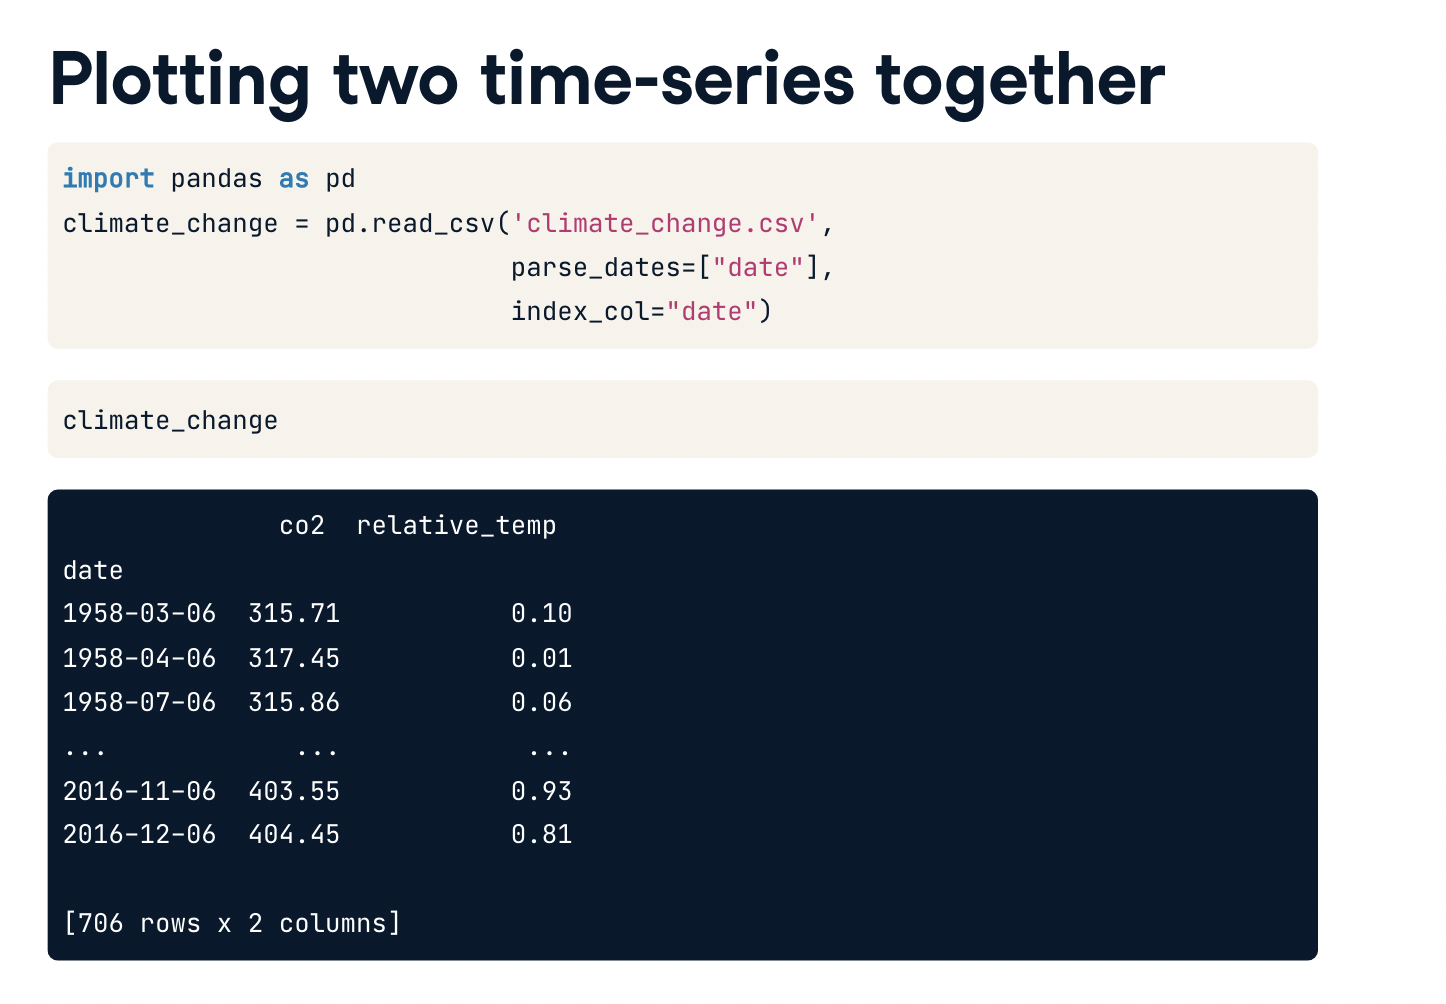 Plotting two time-series together
import pandas as pd
climate_change = pd.read_csv('climate_change.csv',
                             parse_dates=["date"],
                             index_col="date")
climate_change
              co2  relative_temp
date
1958-03-06  315.71           0.10
1958-04-06  317.45           0.01
1958-07-06  315.86           0.06
...            ...            ...
2016-11-06  403.55           0.93
2016-12-06  404.45           0.81
[706 rows x 2 columns]